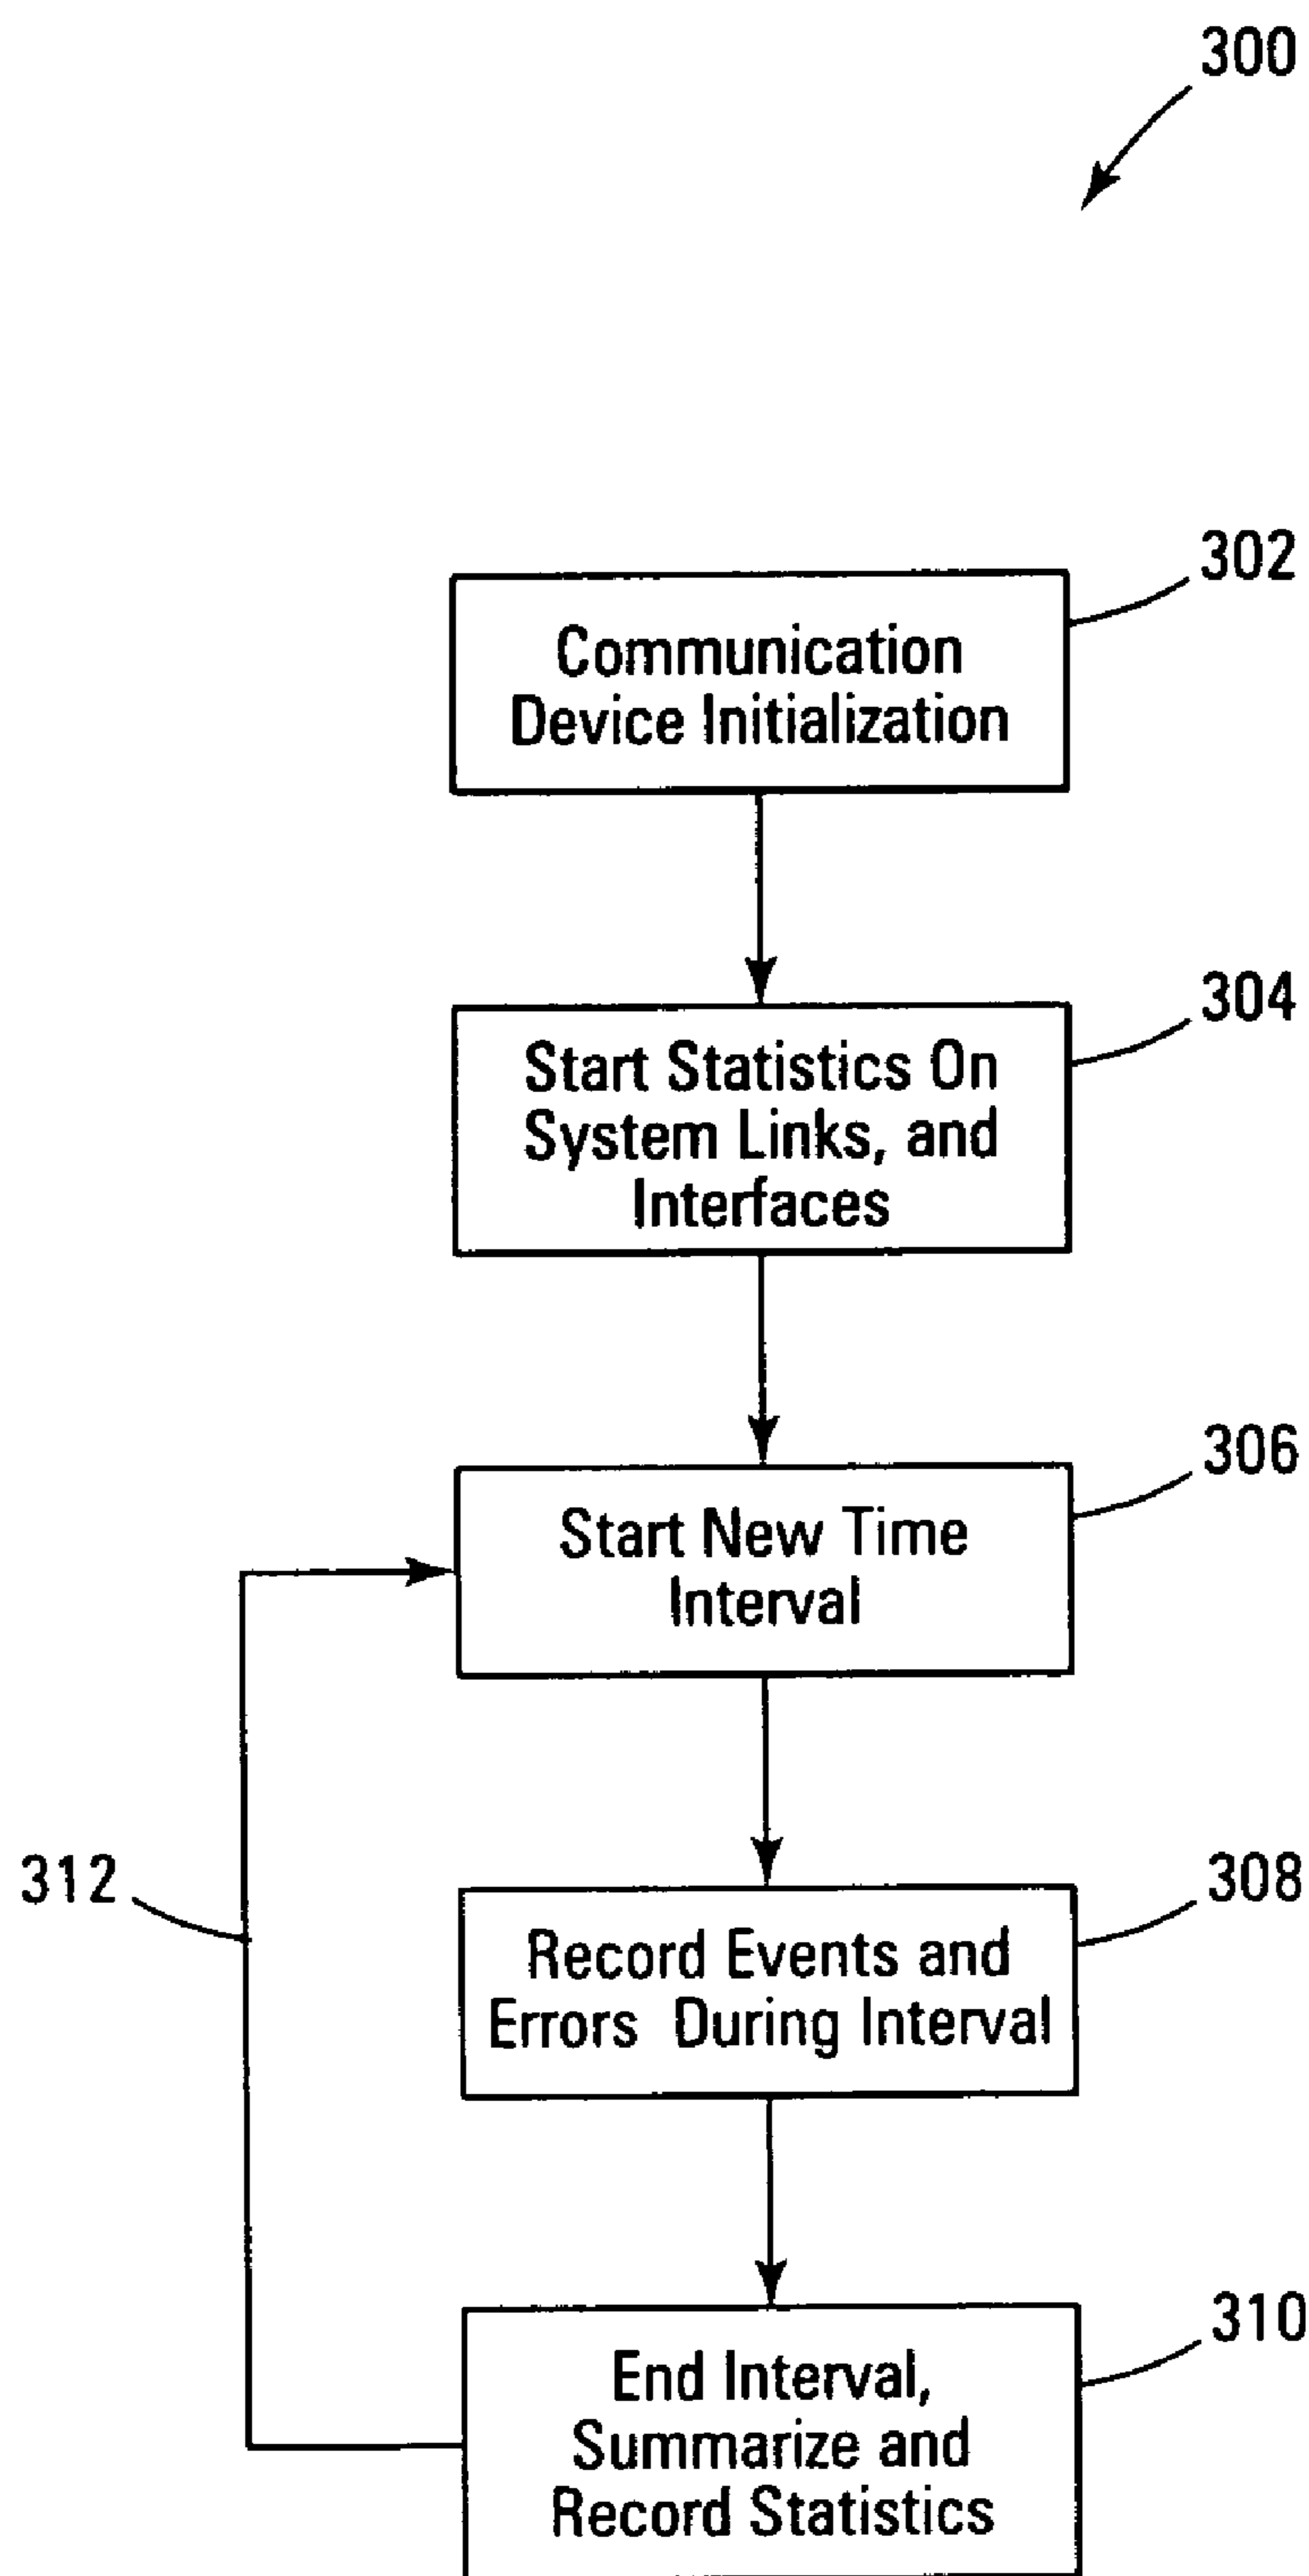 300
302
Communication
Device Initialization
304
Start Statistics On
System Links, and
Interfaces
306
Start New Time
Interval
312
308
Record Events and
Errors During Interval
310
End Interval,
Summarize and
Record Statistics